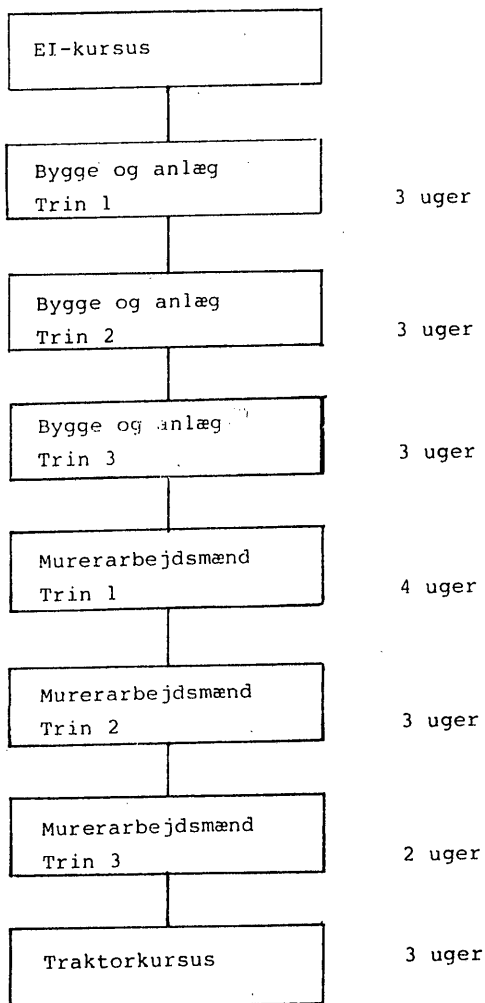 EI-kursus
Bygge og anlæg
Trin 1
3 uger
Bygge og anlæg
Trin 2
3 uger
Bygge og anlæg
Trin 3
3 uger
Murerarbejdsmænd
Trin 1
4 uger
Murerarbejdsmænd
Trin 2
3 uger
Murerarbejdsmænd
Trin 3
2 uger
Traktorkursus
3 uger